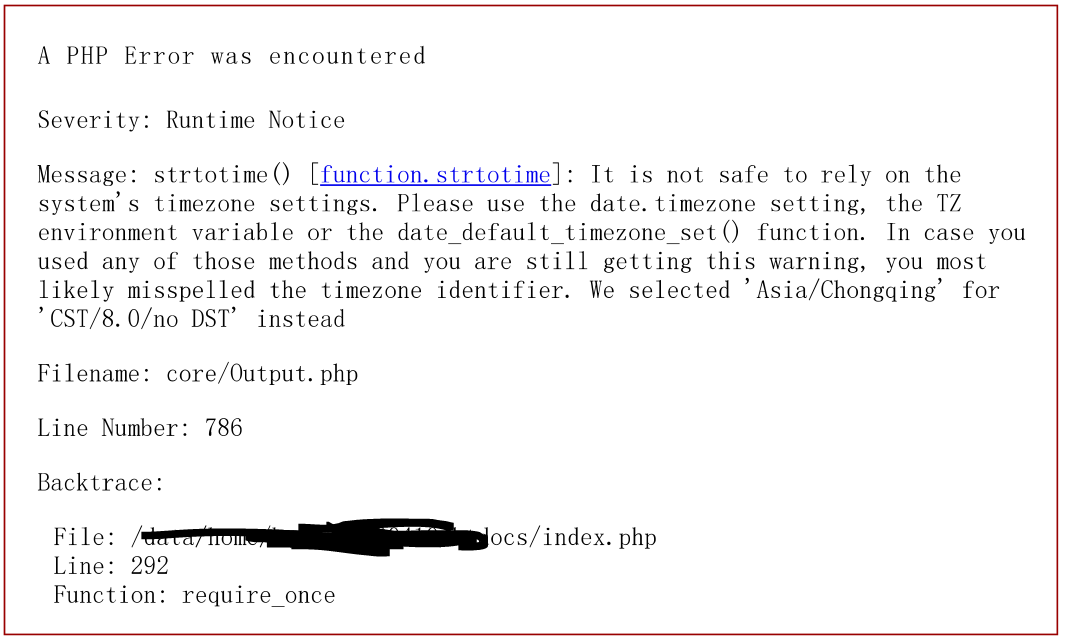 A PHP Error was encountered
Severity: Runtime Notice
Message: strtotime() [function.strtotime]: It is not safe to rely on the
system's timezone settings. Please use the date.timezone setting, the TZ
environment variable or the date_default_timezone_set() function. In case you
used any of those methods and you are still getting this warning, you most
likely misspelled the timezone identifier. We selected 'Asia/Chongqing' for
'CST/8.0/no DST' instead
Filename: core/Output.php
Line Number: 786
Backtrace:
File: /data/home/ ocs/index.php
Line: 292
Function: require_once